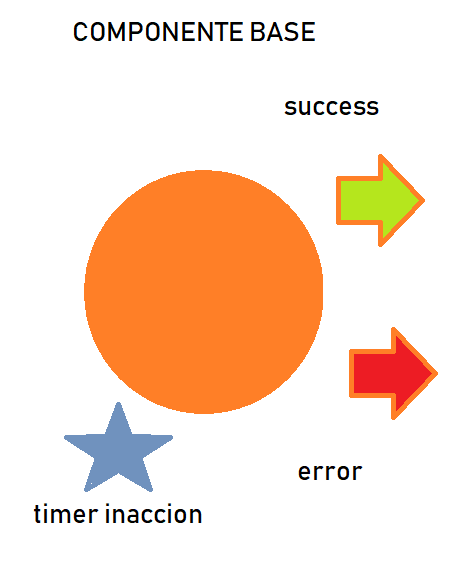 COMPONENTE BASE
success
error
timer inaccion